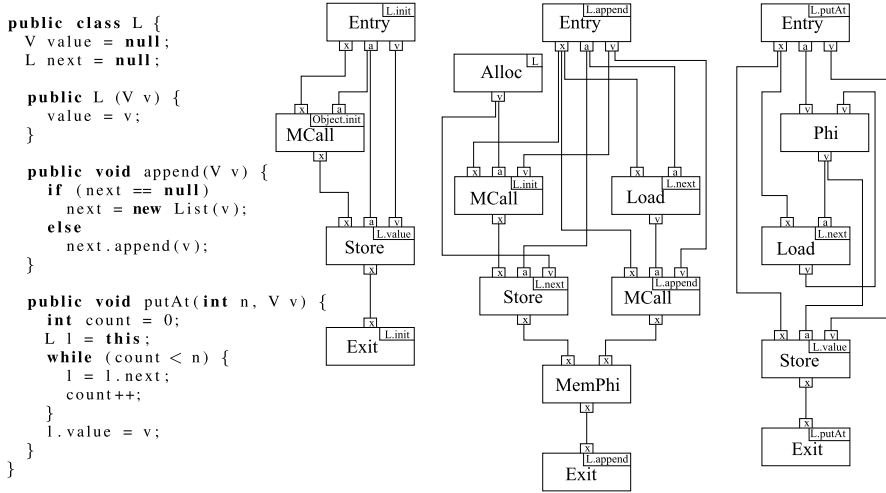 public class L {
V value = null;
L next = null;
public L (V v) {
value = v;
}
public void append(V v) {
if (next == null)
next = new List(v);
else
next.append(v);
}
public void putAt(int n, V v) {
int count = 0;
L l = this;
while (count < n) {
l = l.next;
count++;
}
l.value = v;
}
}
L.init
Entry
x a v
x a
Object.init
MCall
x
x a v
L.value
Store
x
x
L.init
Exit
L.append
Entry
x a v
L
Alloc
v
x a v
L.init
MCall
x
x a
L.next
Load
v
x a v
L.next
Store
x
x a v
L.append
MCall
x
x x
MemPhi
x
x
L.append
Exit
L.putAt
Entry
x a v
v v
Phi
v
x a
L.next
Load
v
x a v
L.value
Store
x
x
L.putAt
Exit